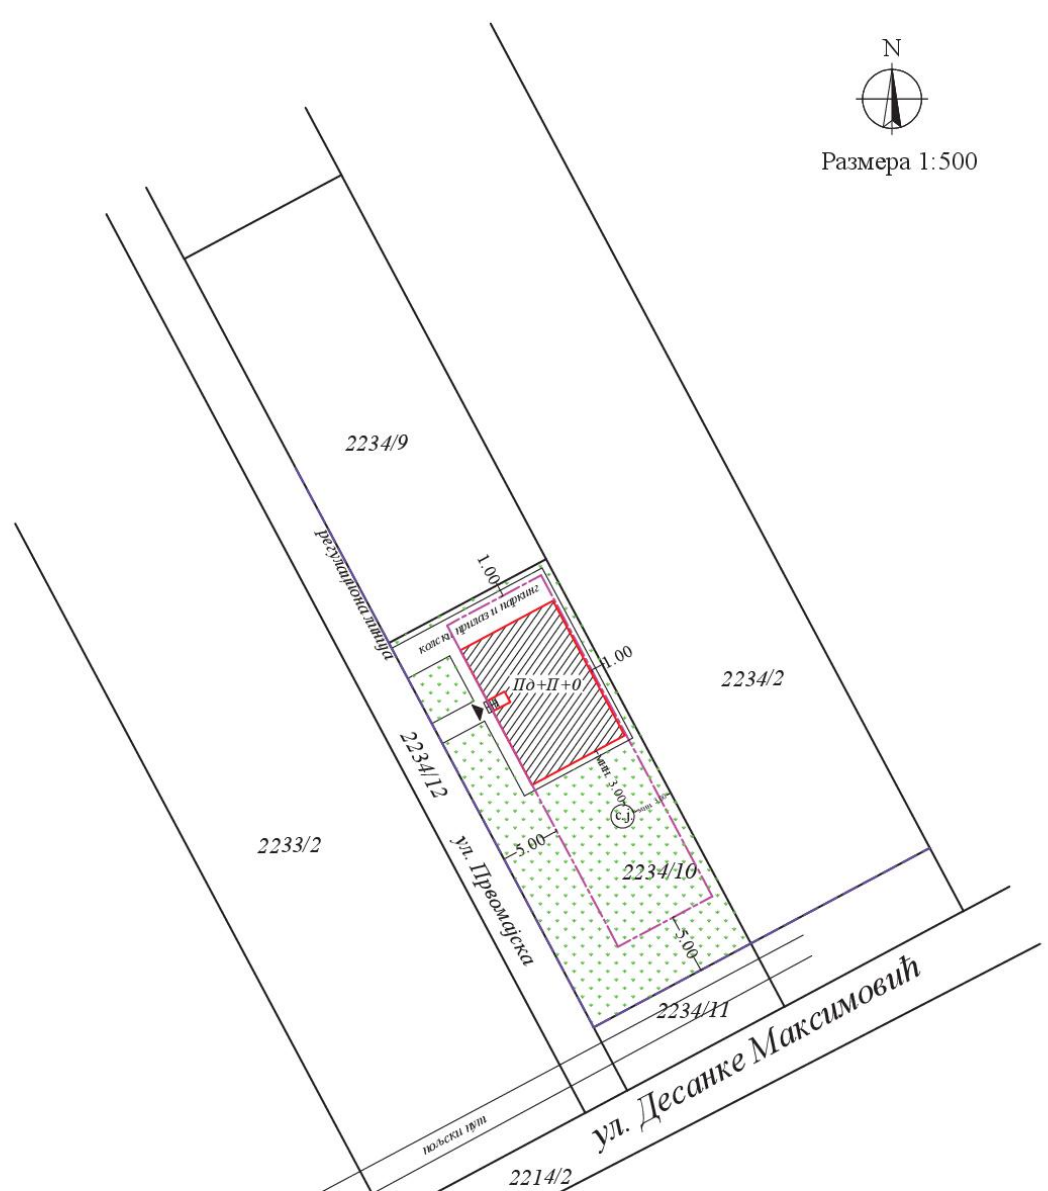 N
Размера 1:500
2234/9
регулациона линија
1.00
колски прилаз и паркинг
1.00
Пд+П+0
2234/2
2234/12
мин. 3.00
с.ј.
2233/2
5.00
2234/10
ул. Првомајска
5.00
2234/11
ул. Десанке Максимовић
пољски пут
2214/2